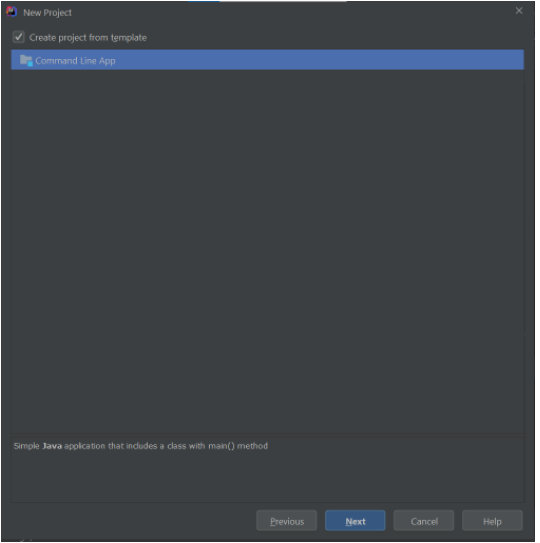 New Project
Create project from template
Command Line App
Simple Java application that includes a class with main() method
Previous Next Cancel Help